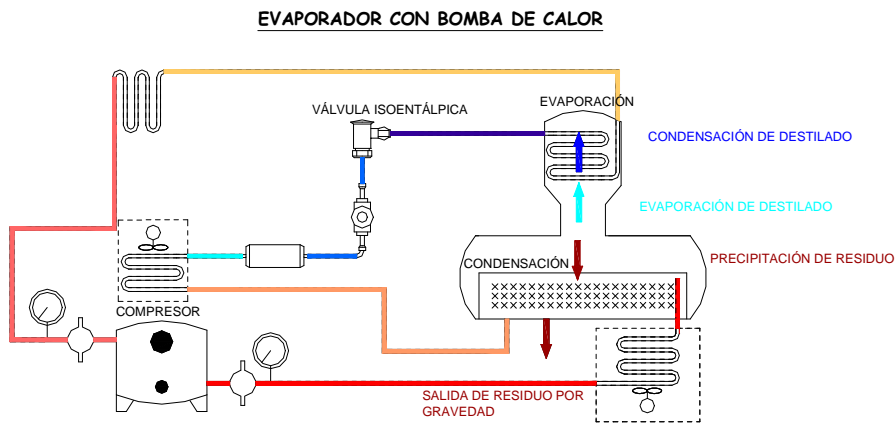 EVAPORADOR CON BOMBA DE CALOR
EVAPORACIÓN
VÁLVULA ISOENTÁLPICA
CONDENSACIÓN DE DESTILADO
EVAPORACIÓN DE DESTILADO
CONDENSACIÓN
PRECIPITACIÓN DE RESIDUO
COMPRESOR
SALIDA DE RESIDUO POR
GRAVEDAD